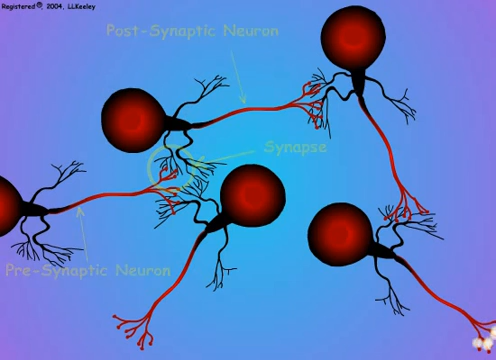 Registered ©, 2004, LLKeeley
Post-Synaptic Neuron
Synapse
Pre-Synaptic Neuron